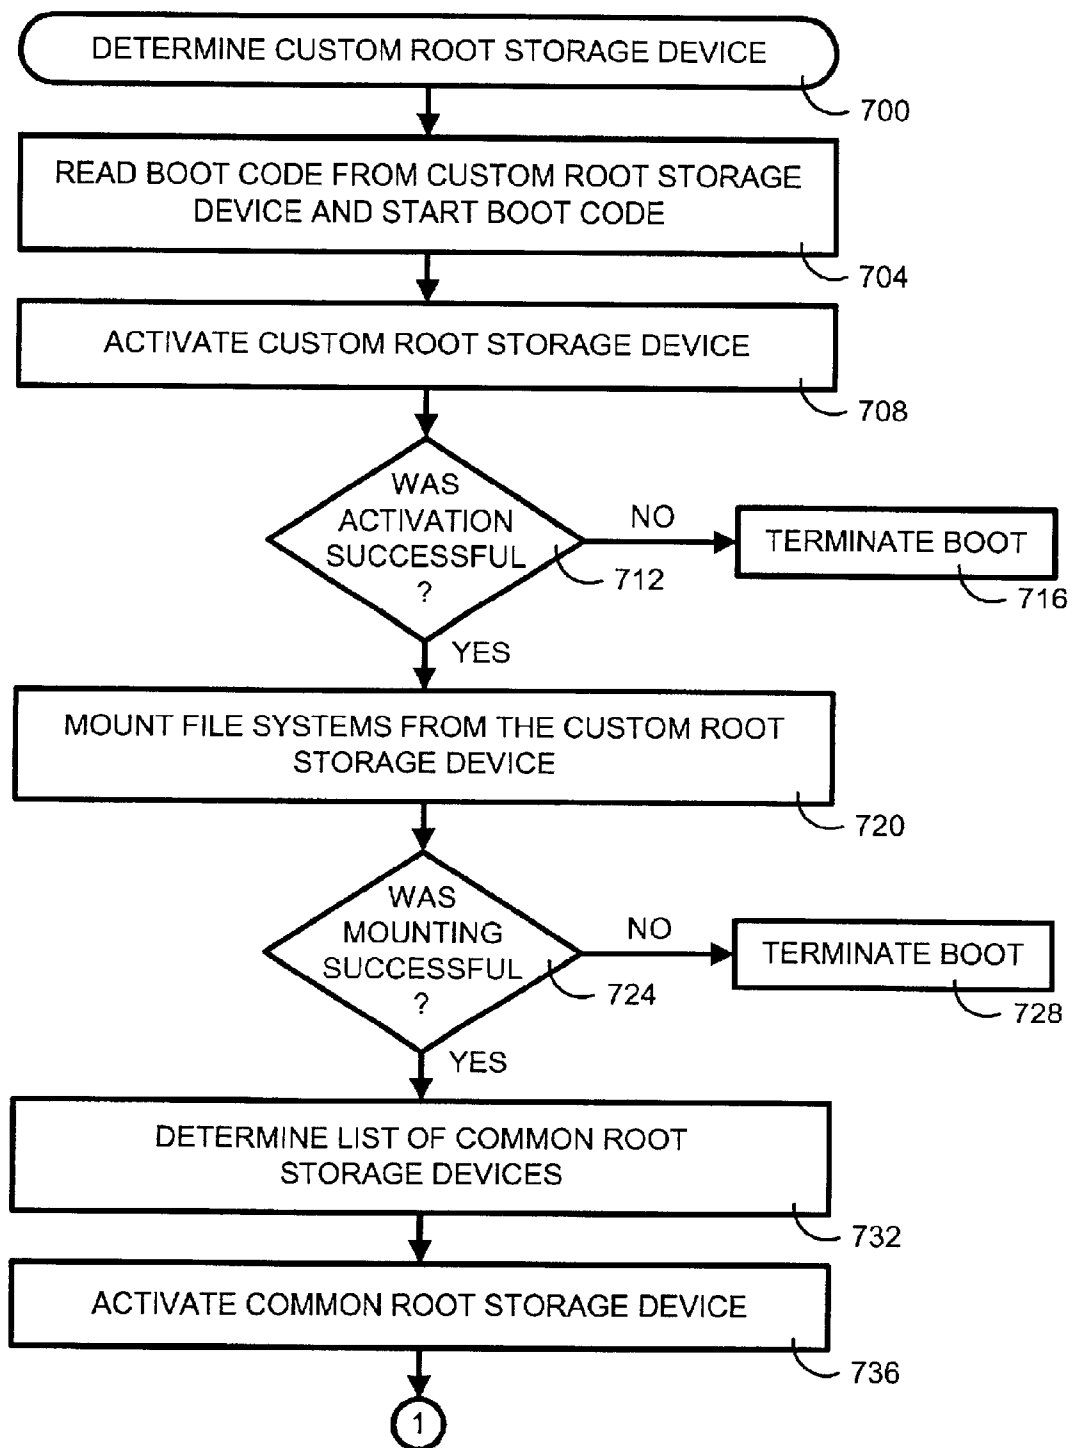 DETERMINE CUSTOM ROOT STORAGE DEVICE
700
READ BOOT CODE FROM CUSTOM ROOT STORAGE
DEVICE AND START BOOT CODE
704
ACTIVATE CUSTOM ROOT STORAGE DEVICE
708
WAS
ACTIVATION
SUCCESSFUL
?
712
NO
TERMINATE BOOT
716
YES
MOUNT FILE SYSTEMS FROM THE CUSTOM ROOT
STORAGE DEVICE
720
WAS
MOUNTING
SUCCESSFUL
?
724
NO
TERMINATE BOOT
728
YES
DETERMINE LIST OF COMMON ROOT
STORAGE DEVICES
732
ACTIVATE COMMON ROOT STORAGE DEVICE
736
1